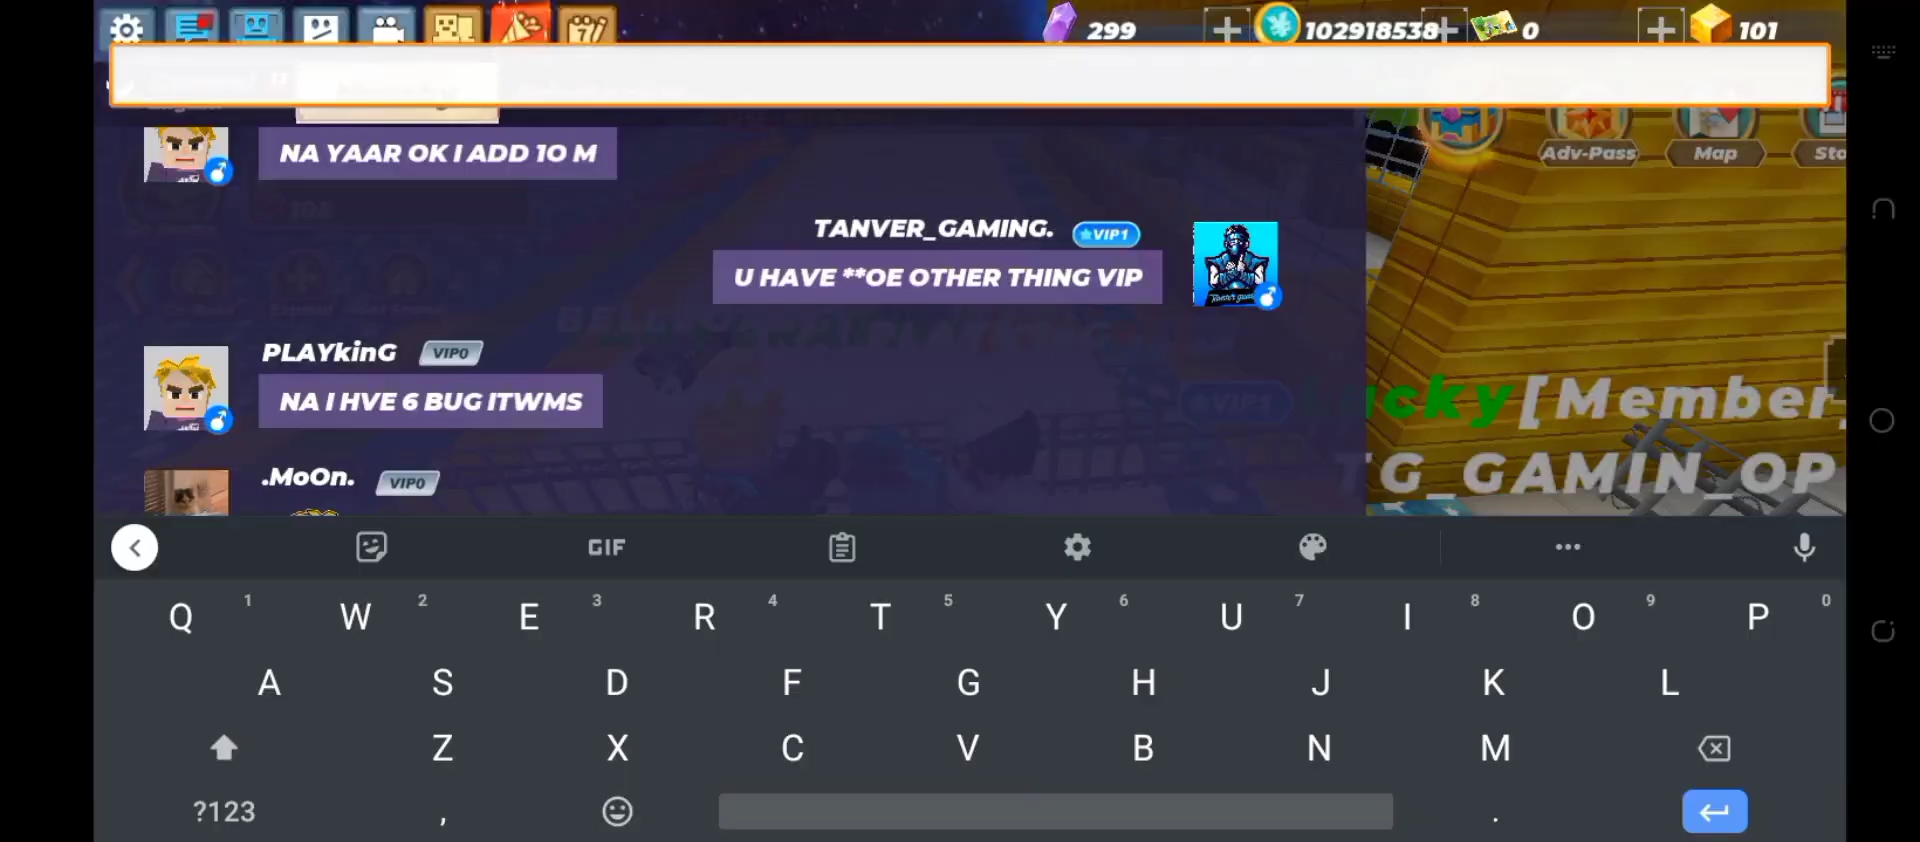 299
102918538
0
101
NA YAAR OK I ADD 10 M
Adv-Pass
Map
Sto
TANVER_GAMING.
VIP1
U HAVE **OE OTHER THING VIP
PLAYkinG
VIP0
NA I HVE 6 BUG ITWMS
VIP1
cky[Member
TG_GAMIN_OP
.MoOn.
VIP0
GIF
Q 1 W 2 E 3 R 4 T 5 Y 6 U 7 I 8 O 9 P 0
A S D F G H J K L
Z X C V B N M
?123 , .